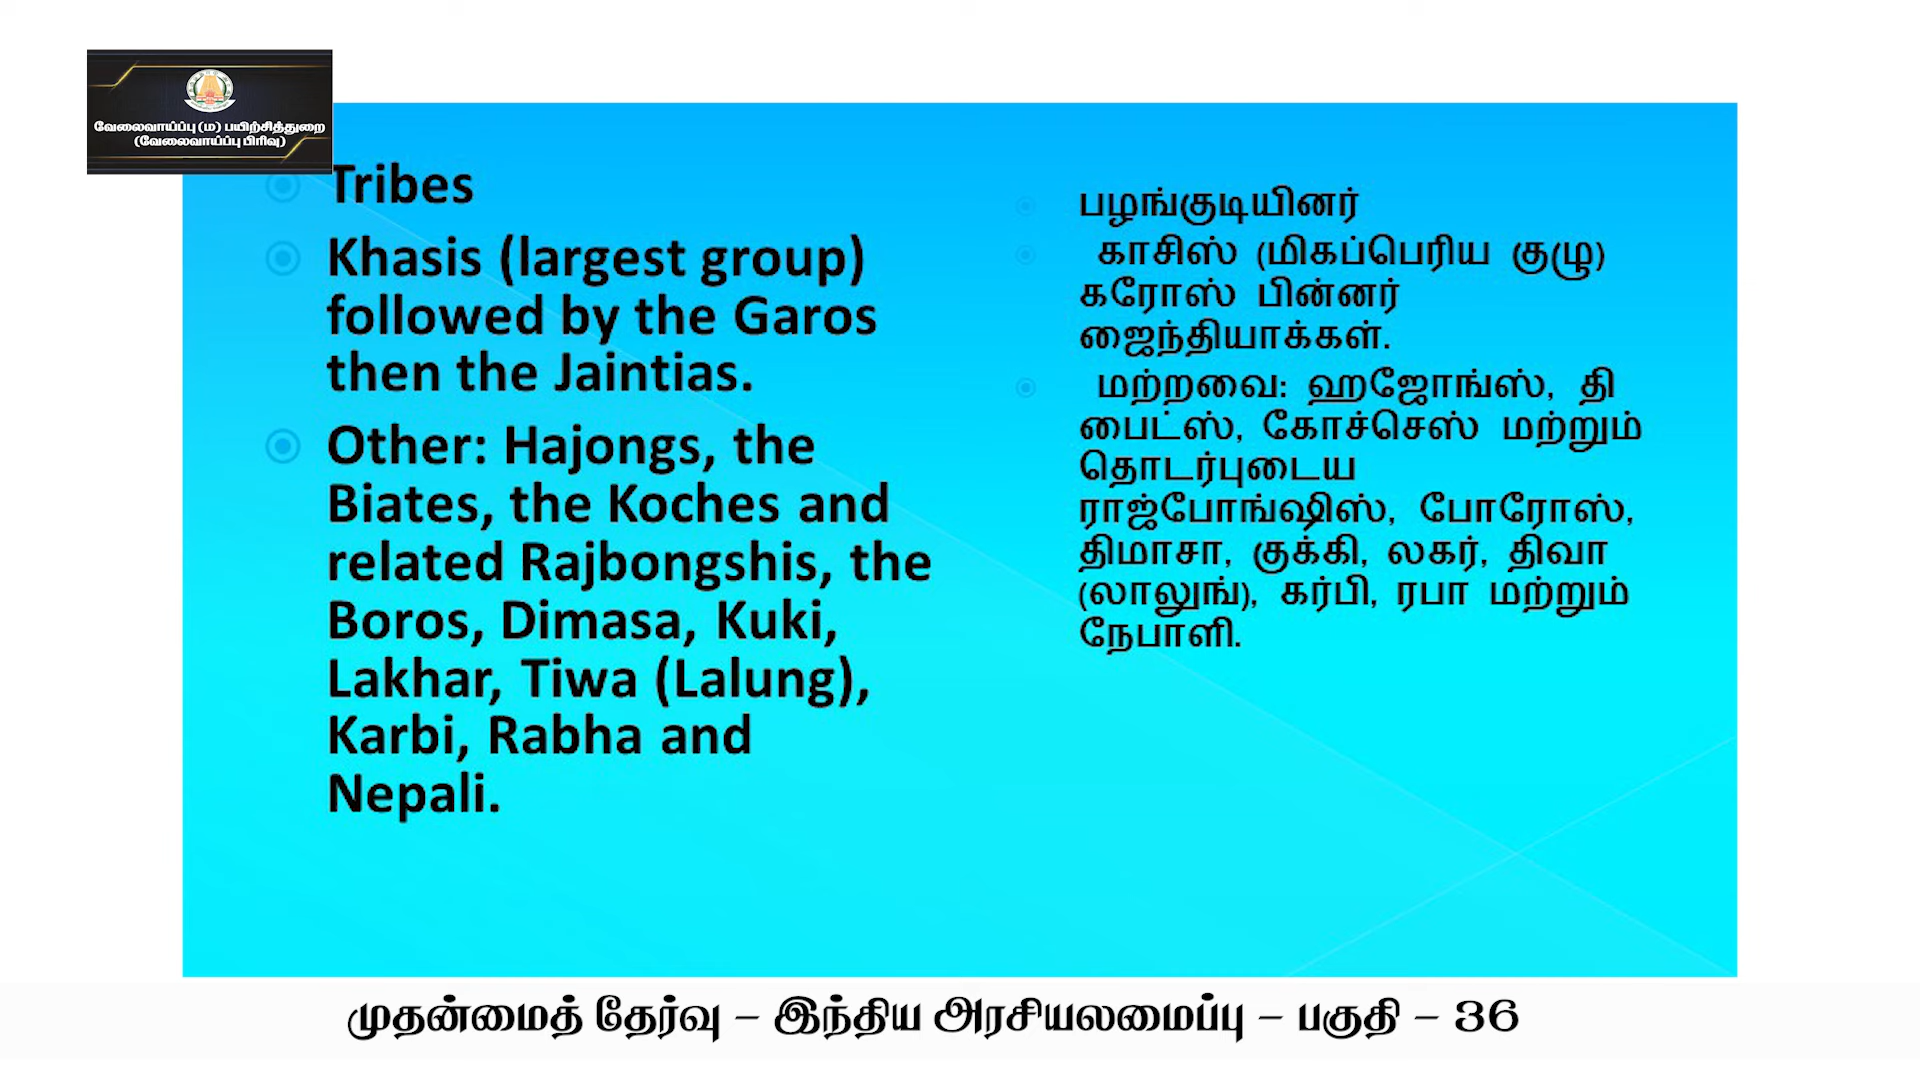 வேலைவாய்ப்பு (ம) பயிற்சித்துறை
(வேலைவாய்ப்பு பிரிவு)
Tribes
Khasis (largest group)
followed by the Garos
then the Jaintias.
Other: Hajongs, the
Biates, the Koches and
related Rajbongshis, the
Boros, Dimasa, Kuki,
Lakhar, Tiwa (Lalung),
Karbi, Rabha and
Nepali.
பழங்குடியினர்
காசிஸ் (மிகப்பெரிய குழு)
கரோஸ் பின்னர்
ஜைந்தியாக்கள்.
மற்றவை: ஹஜோங்ஸ், தி
பைட்ஸ், கோச்செஸ் மற்றும்
தொடர்புடைய
ராஜ்போங்ஷிஸ், போரோஸ்,
திமாசா, குக்கி, லகர், திவா
(லாலுங்), கர்பி, ரபா மற்றும்
நேபாளி.
முதன்மைத் தேர்வு – இந்திய அரசியலமைப்பு – பகுதி – 36